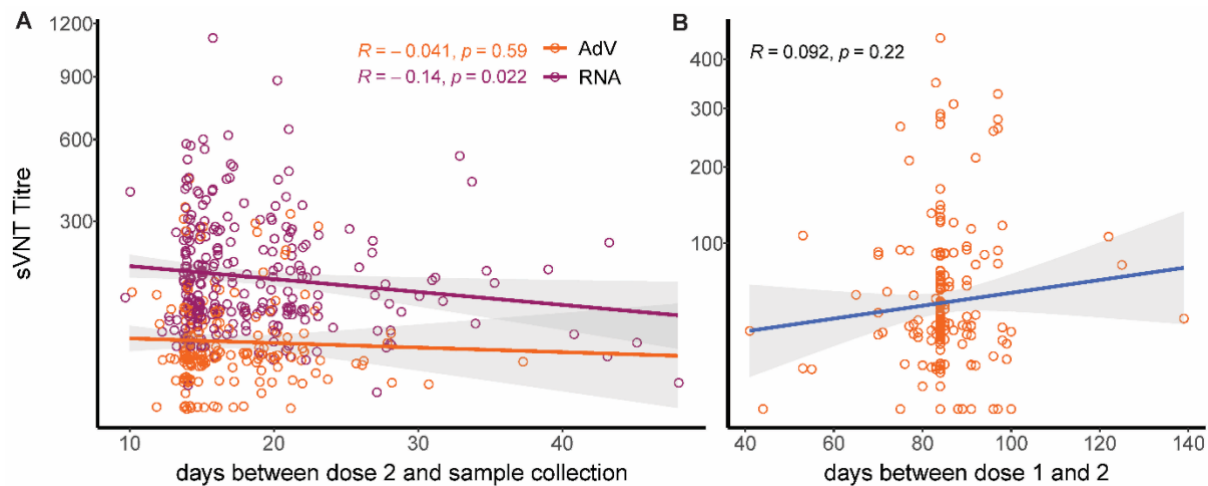 A
R = − 0.041, p = 0.59 AdV
R = − 0.14, p = 0.022 RNA
sVNT Titre
1200
900
600
300
10 20 30 40
days between dose 2 and sample collection
B
R = 0.092, p = 0.22
400
300
200
100
40 60 80 100 120 140
days between dose 1 and 2